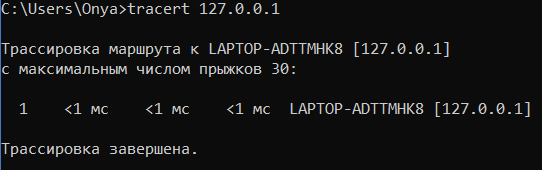 C:\Users\Onya>tracert 127.0.0.1
Трассировка маршрута к LAPTOP-ADTTMHK8 [127.0.0.1]
с максимальным числом прыжков 30:
1 <1 мс <1 мс <1 мс LAPTOP-ADTTMHK8 [127.0.0.1]
Трассировка завершена.